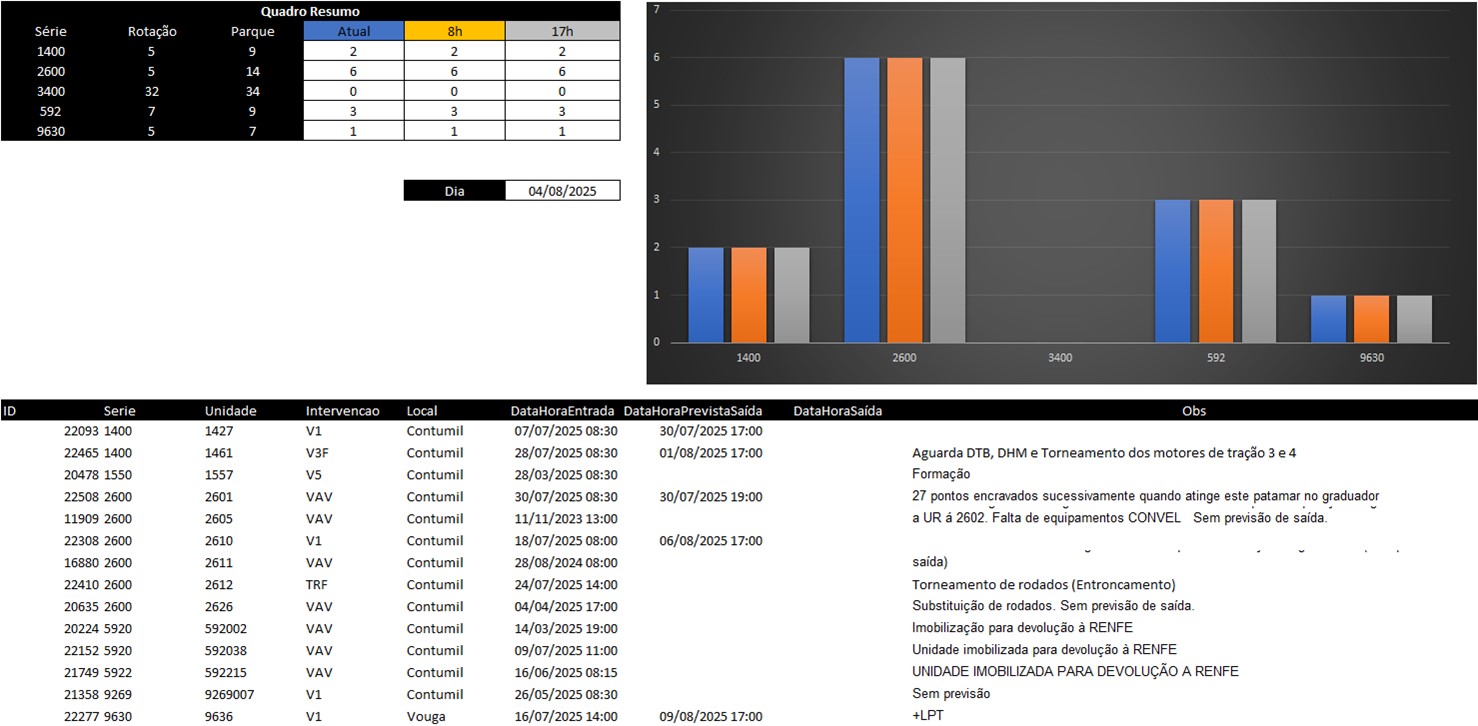 Quadro Resumo
Série Rotação Parque Atual 8h 17h
1400 5 9 2 2 2
2600 5 14 6 6 6
3400 32 34 0 0 0
592 7 9 3 3 3
9630 5 7 1 1 1
Dia 04/08/2025
7
6
5
4
3
2
1
0
1400 2600 3400 592 9630
ID Serie Unidade Intervencao Local DataHoraEntrada DataHoraPrevistaSaída DataHoraSaída Obs
22093 1400 1427 V1 Contumil 07/07/2025 08:30 30/07/2025 17:00
22465 1400 1461 V3F Contumil 28/07/2025 08:30 01/08/2025 17:00 Aguarda DTB, DHM e Torneamento dos motores de tração 3 e 4
20478 1550 1557 V5 Contumil 28/03/2025 08:30 Formação
22508 2600 2601 VAV Contumil 30/07/2025 08:30 30/07/2025 19:00 27 pontos encravados sucessivamente quando atinge este patamar no graduador
11909 2600 2605 VAV Contumil 11/11/2023 13:00 a UR á 2602. Falta de equipamentos CONVEL Sem previsão de saída.
22308 2600 2610 V1 Contumil 18/07/2025 08:00 06/08/2025 17:00
16880 2600 2611 VAV Contumil 28/08/2024 08:00 saída)
22410 2600 2612 TRF Contumil 24/07/2025 14:00 Torneamento de rodados (Entroncamento)
20635 2600 2626 VAV Contumil 04/04/2025 17:00 Substituição de rodados. Sem previsão de saída.
20224 5920 592002 VAV Contumil 14/03/2025 19:00 Imobilização para devolução à RENFE
22152 5920 592038 VAV Contumil 09/07/2025 11:00 Unidade imobilizada para devolução à RENFE
21749 5922 592215 VAV Contumil 16/06/2025 08:15 UNIDADE IMOBILIZADA PARA DEVOLUÇÃO A RENFE
21358 9269 9269007 V1 Contumil 26/05/2025 08:30 Sem previsão
22277 9630 9636 V1 Vouga 16/07/2025 14:00 09/08/2025 17:00 +LPT